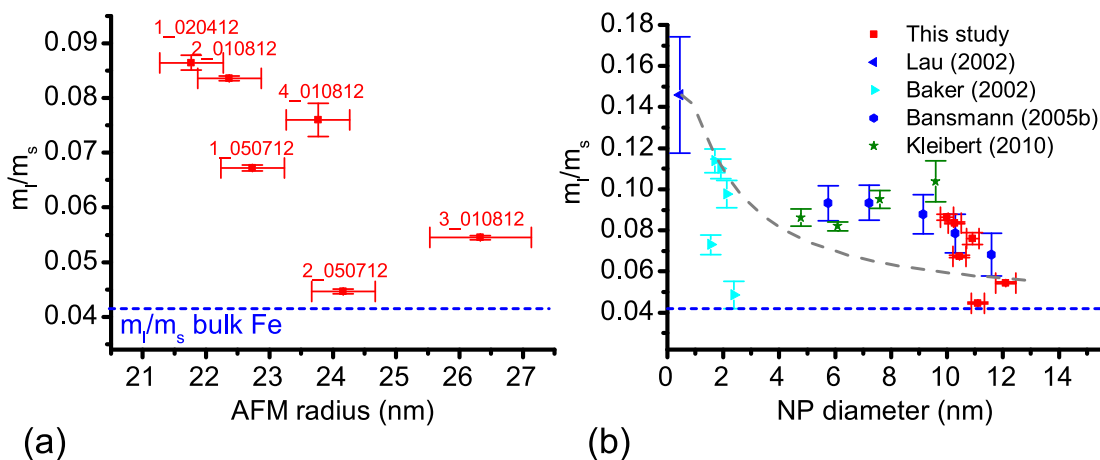 0.09
0.08
0.07
0.06
0.05
0.04
m_l/m_s
1_020412
2_010812
4_010812
1_050712
3_010812
2_050712
m_l/m_s bulk Fe
21 22 23 24 25 26 27
AFM radius (nm)
(a)
0.18
0.16
0.14
0.12
0.10
0.08
0.06
0.04
m_l/m_s
This study
Lau (2002)
Baker (2002)
Bansmann (2005b)
Kleibert (2010)
0 2 4 6 8 10 12 14
NP diameter (nm)
(b)